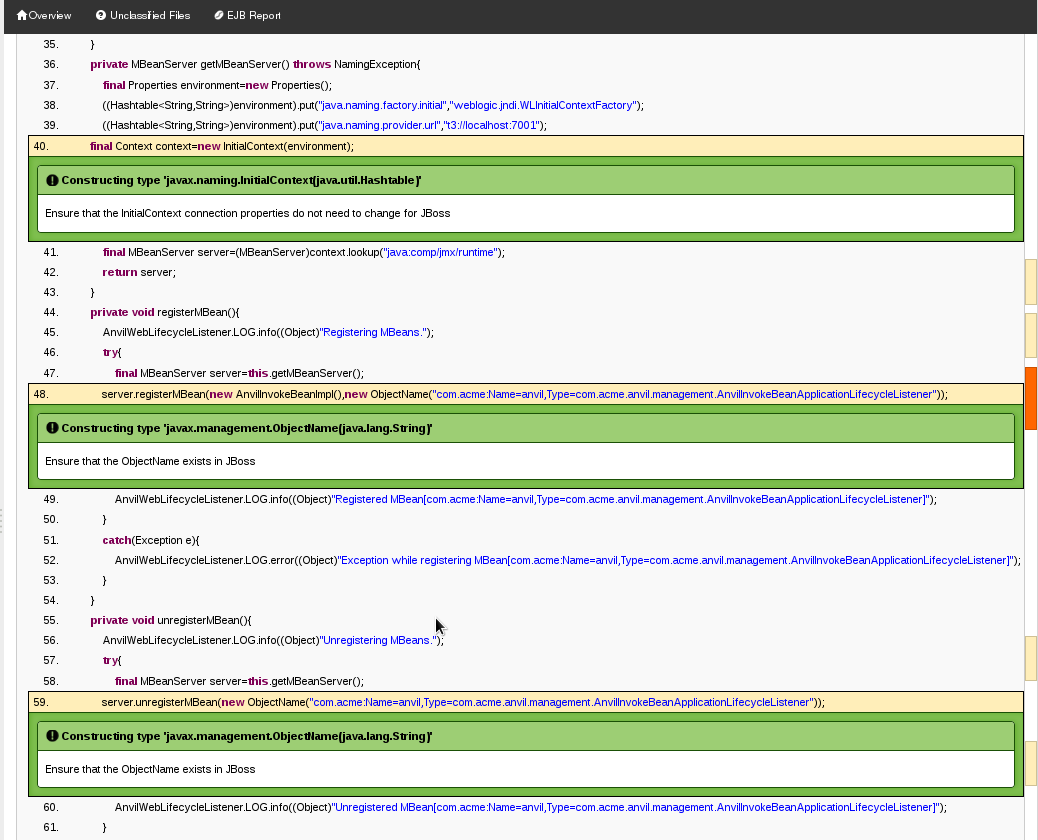 Overview Unclassified Files EJB Report
35. }
36. private MBeanServer getMBeanServer() throws NamingException{
37. final Properties environment=new Properties();
38. ((Hashtable<String,String>)environment).put("java.naming.factory.initial","weblogic.jndi.WLInitialContextFactory");
39. ((Hashtable<String,String>)environment).put("java.naming.provider.url","t3://localhost:7001");
40. final Context context=new InitialContext(environment);
Constructing type 'javax.naming.InitialContext(java.util.Hashtable)'
Ensure that the InitialContext connection properties do not need to change for JBoss
41. final MBeanServer server=(MBeanServer)context.lookup("java:comp/jmx/runtime");
42. return server;
43. }
44. private void registerMBean(){
45. AnvilWebLifecycleListener.LOG.info((Object)"Registering MBeans.");
46. try{
47. final MBeanServer server=this.getMBeanServer();
48. server.registerMBean(new AnvilInvokeBeanImpl(),new ObjectName("com.acme:Name=anvil,Type=com.acme.anvil.management.AnvilInvokeBeanApplicationLifecycleListener"));
Constructing type 'javax.management.ObjectName(java.lang.String)'
Ensure that the ObjectName exists in JBoss
49. AnvilWebLifecycleListener.LOG.info((Object)"Registered MBean[com.acme:Name=anvil,Type=com.acme.anvil.management.AnvilInvokeBeanApplicationLifecycleListener]");
50. }
51. catch(Exception e){
52. AnvilWebLifecycleListener.LOG.error((Object)"Exception while registering MBean[com.acme:Name=anvil,Type=com.acme.anvil.management.AnvilInvokeBeanApplicationLifecycleListener]");
53. }
54. }
55. private void unregisterMBean(){
56. AnvilWebLifecycleListener.LOG.info((Object)"Unregistering MBeans.");
57. try{
58. final MBeanServer server=this.getMBeanServer();
59. server.unregisterMBean(new ObjectName("com.acme:Name=anvil,Type=com.acme.anvil.management.AnvilInvokeBeanApplicationLifecycleListener"));
Constructing type 'javax.management.ObjectName(java.lang.String)'
Ensure that the ObjectName exists in JBoss
60. AnvilWebLifecycleListener.LOG.info((Object)"Unregistered MBean[com.acme:Name=anvil,Type=com.acme.anvil.management.AnvilInvokeBeanApplicationLifecycleListener]");
61. }